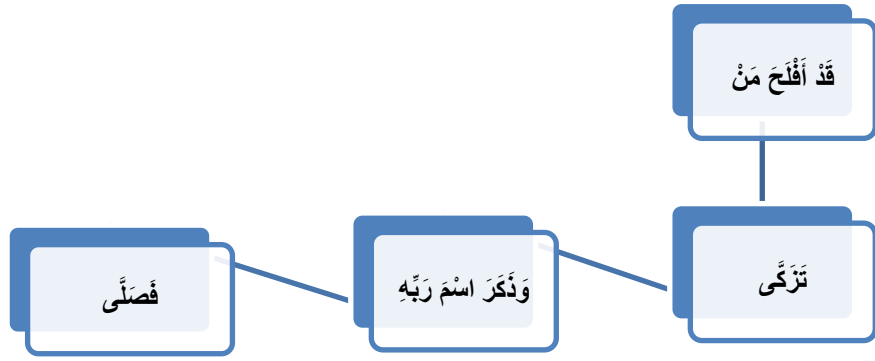 قَدْ أَفْلَحَ مَنْ
تَزَكَّى
وَذَكَرَ اسْمَ رَبِّهِ
فَصَلَّى